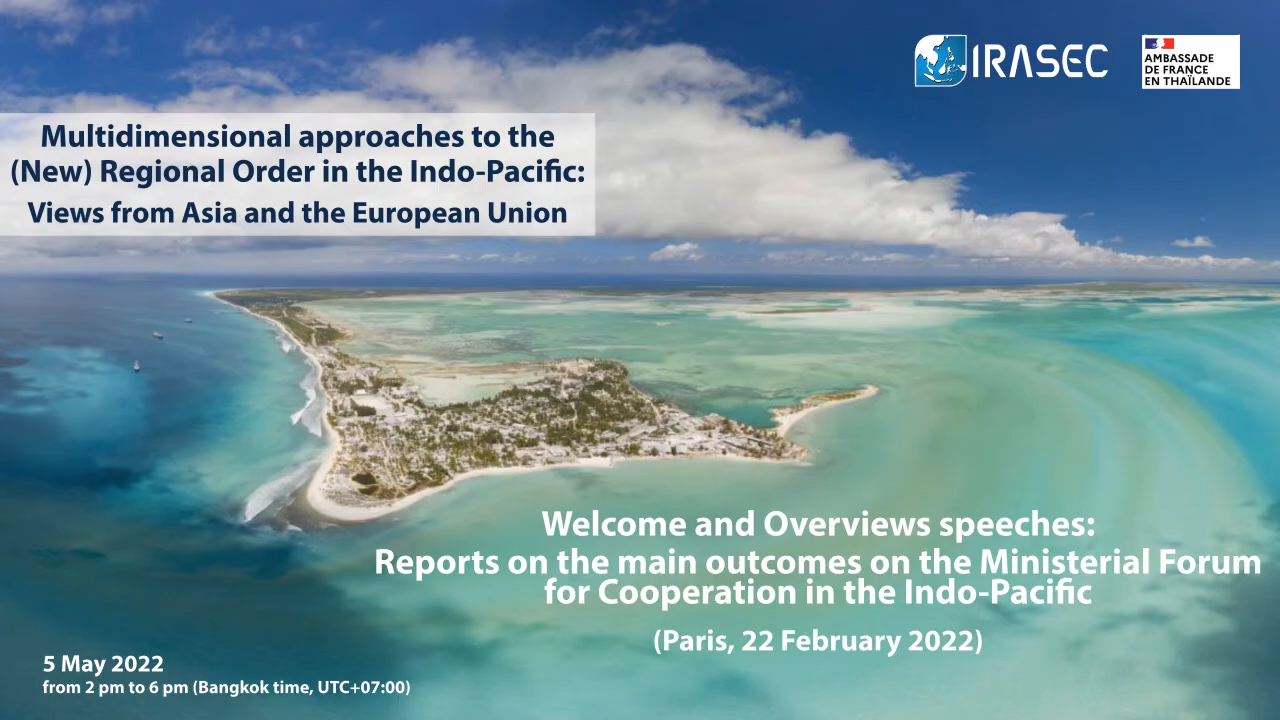 IRASEC
AMBASSADE
DE FRANCE
EN THAÏLANDE
Multidimensional approaches to the
(New) Regional Order in the Indo-Pacific:
Views from Asia and the European Union
Welcome and Overviews speeches:
Reports on the main outcomes on the Ministerial Forum
for Cooperation in the Indo-Pacific
(Paris, 22 February 2022)
5 May 2022
from 2 pm to 6 pm (Bangkok time, UTC+07:00)